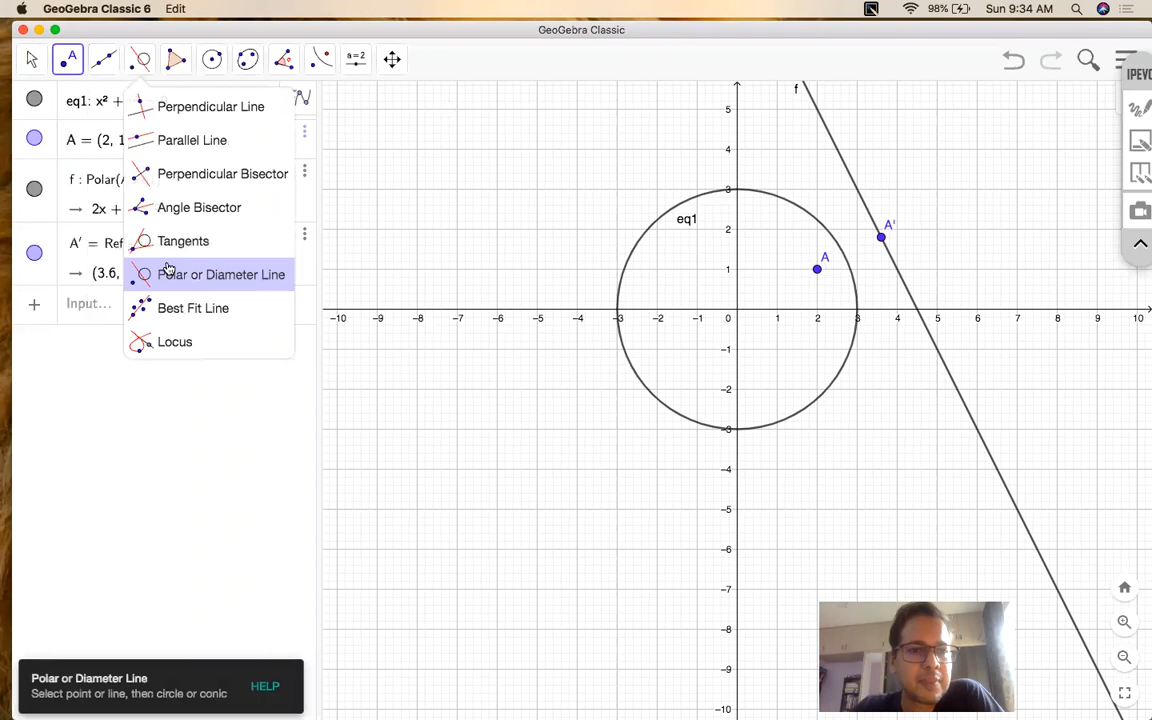 GeoGebra Classic 6 Edit 98% Sun 9:34 AM
GeoGebra Classic
A a=2
IPEVO
eq1: x² +
A = (2, 1
f : Polar(A
→ 2x +
A′ = Ref
→ (3.6,
+ Input...
Perpendicular Line
Parallel Line
Perpendicular Bisector
Angle Bisector
Tangents
Polar or Diameter Line
Best Fit Line
Locus
f
eq1
A
A'
5
4
3
2
1
-10 -9 -8 -7 -6 -5 -4 -3 -2 -1 0 1 2 3 4 5 6 7 8 9 10
-1
-2
-3
-4
-5
-6
-7
-8
-9
-10
Polar or Diameter Line
Select point or line, then circle or conic
HELP